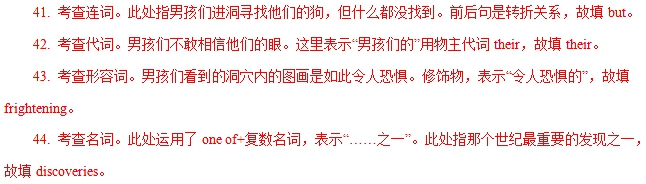 41. 考查连词。此处指男孩们进洞寻找他们的狗，但什么都没找到。前后句是转折关系，故填 but。
42. 考查代词。男孩们不敢相信他们的眼。这里表示“男孩们的”用物主代词 their，故填 their。
43. 考查形容词。男孩们看到的洞穴内的图画是如此令人恐惧。修饰物，表示“令人恐惧的”，故填
frightening。
44. 考查名词。此处运用了 one of+复数名词，表示“……之一”。此处指那个世纪最重要的发现之一，
故填 discoveries。